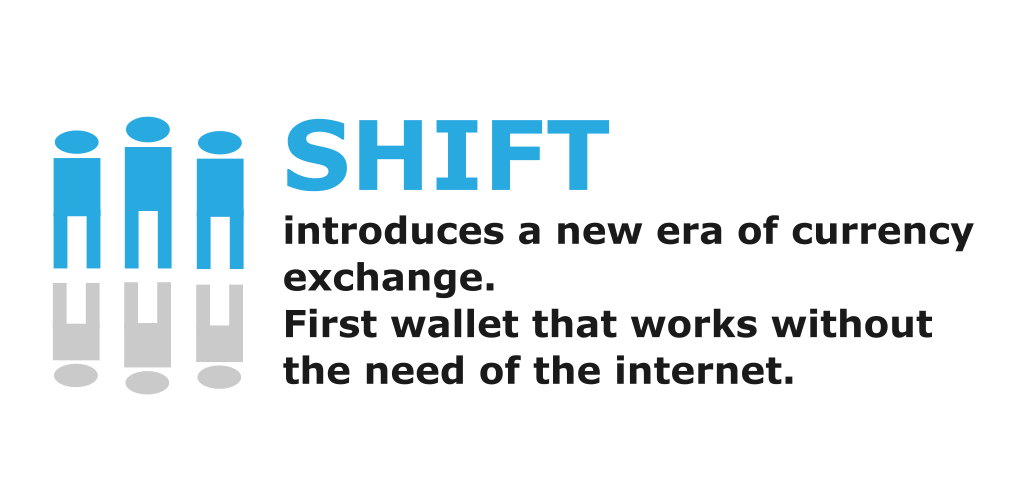 SHIFT
introduces a new era of currency
exchange.
First wallet that works without
the need of the internet.